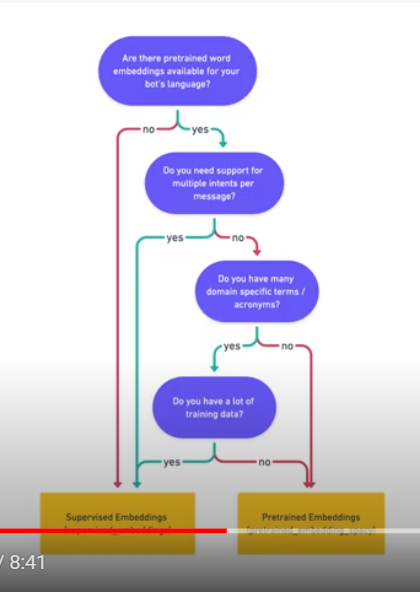 Are there pretrained word
embeddings available for your
bot's language?
no
yes
Do you need support for
multiple intents per
message?
yes
no
Do you have many
domain specific terms /
acronyms?
yes
no
Do you have a lot of
training data?
yes
no
Supervised Embeddings
Pretrained Embeddings
(pretrained_embedding_spacy)
/ 8:41